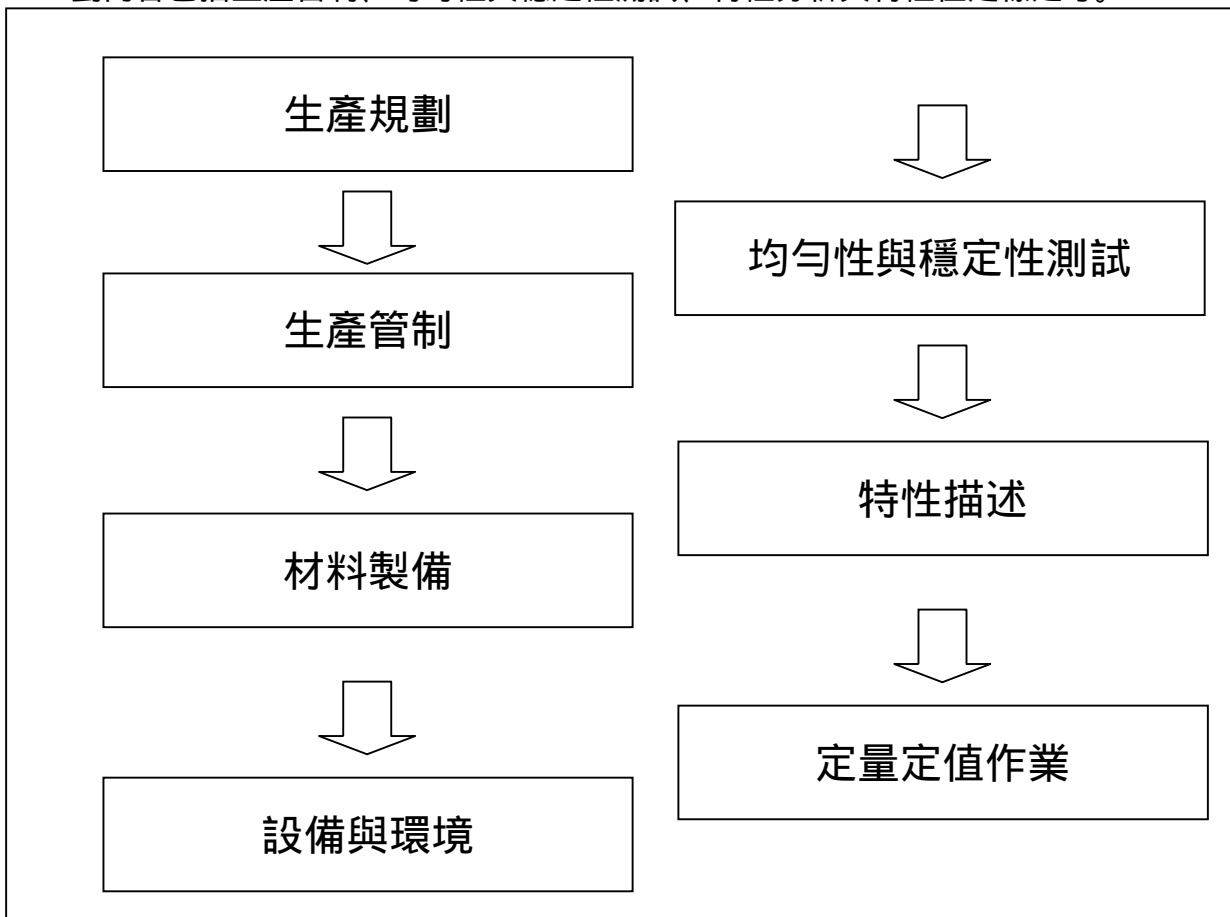 生產規劃
生產管制
材料製備
設備與環境
均勻性與穩定性測試
特性描述
定量定值作業